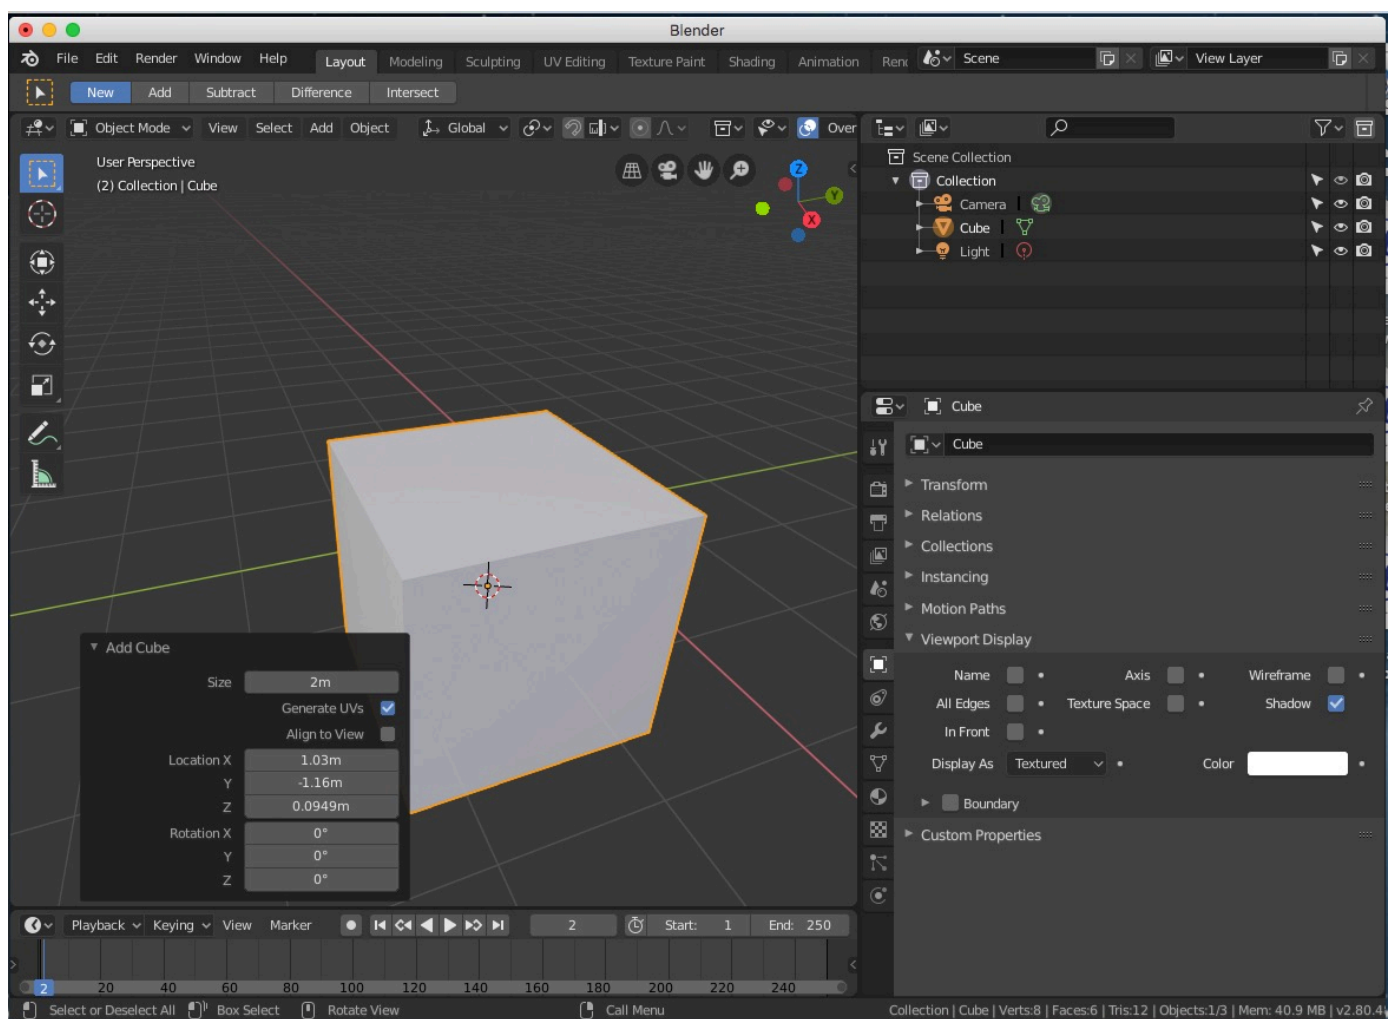 Blender
File Edit Render Window Help Layout Modeling Sculpting UV Editing Texture Paint Shading Animation Scene View Layer
New Add Subtract Difference Intersect
Object Mode View Select Add Object Global Over
User Perspective
(2) Collection | Cube
Z
Y
X
Scene Collection
Collection
Camera
Cube
Light
Cube
Cube
Transform
Relations
Collections
Instancing
Motion Paths
Viewport Display
Name Axis Wireframe
All Edges Texture Space Shadow
In Front
Display As Textured Color
Boundary
Custom Properties
Add Cube
Size 2m
Generate UVs
Align to View
Location X 1.03m
Y -1.16m
Z 0.0949m
Rotation X 0°
Y 0°
Z 0°
Playback Keying View Marker 2 Start: 1 End: 250
2 20 40 60 80 100 120 140 160 180 200 220 240
Select or Deselect All Box Select Rotate View Call Menu Collection | Cube | Verts:8 | Faces:6 | Tris:12 | Objects:1/3 | Mem: 40.9 MB | v2.80.4